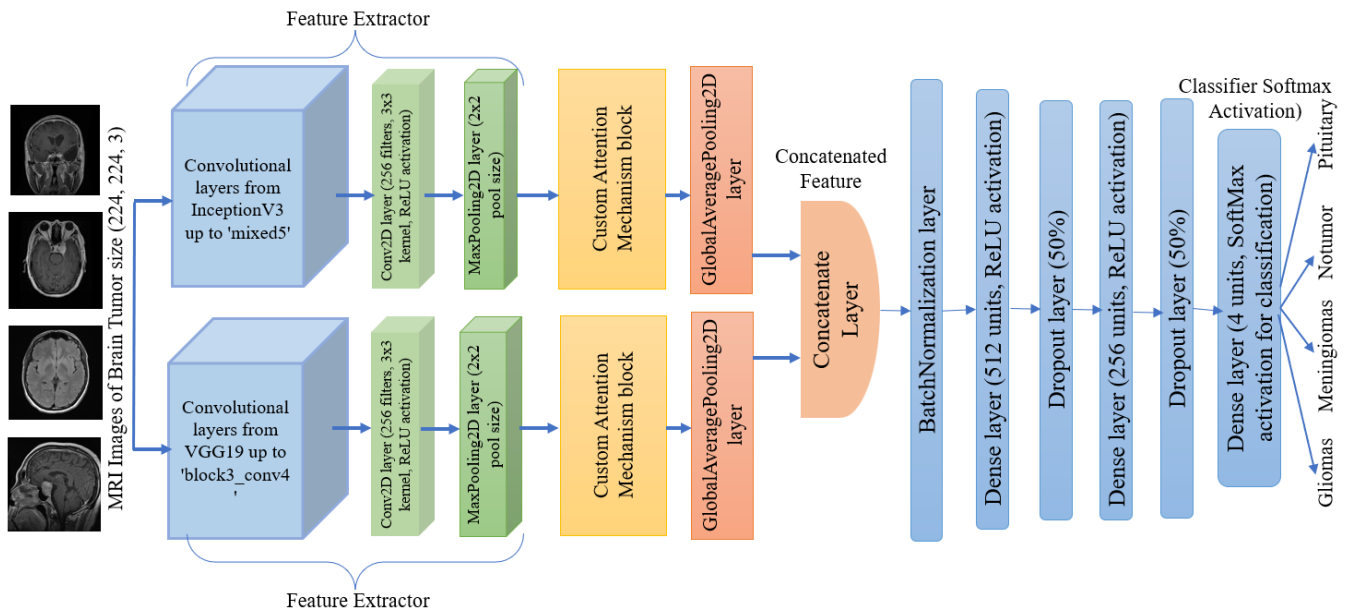 Feature Extractor
MRI Images of Brain Tumor size (224, 224, 3)
Convolutional
layers from
InceptionV3
up to 'mixed5'
Conv2D layer (256 filters, 3x3
kernel, ReLU activation)
MaxPooling2D layer (2x2
pool size)
Custom Attention
Mechanism block
GlobalAveragePooling2D
layer
Convolutional
layers from
VGG19 up to
'block3_conv4
'
Conv2D layer (256 filters, 3x3
kernel, ReLU activation)
MaxPooling2D layer (2x2
pool size)
Custom Attention
Mechanism block
GlobalAveragePooling2D
layer
Feature Extractor
Concatenated
Feature
Concatenate
Layer
BatchNormalization layer
Dense layer (512 units, ReLU activation)
Dropout layer (50%)
Dense layer (256 units, ReLU activation)
Dropout layer (50%)
Classifier Softmax
Activation)
Dense layer (4 units, SoftMax
activation for classification)
Pituitary
Notumor
Meningiomas
Gliomas